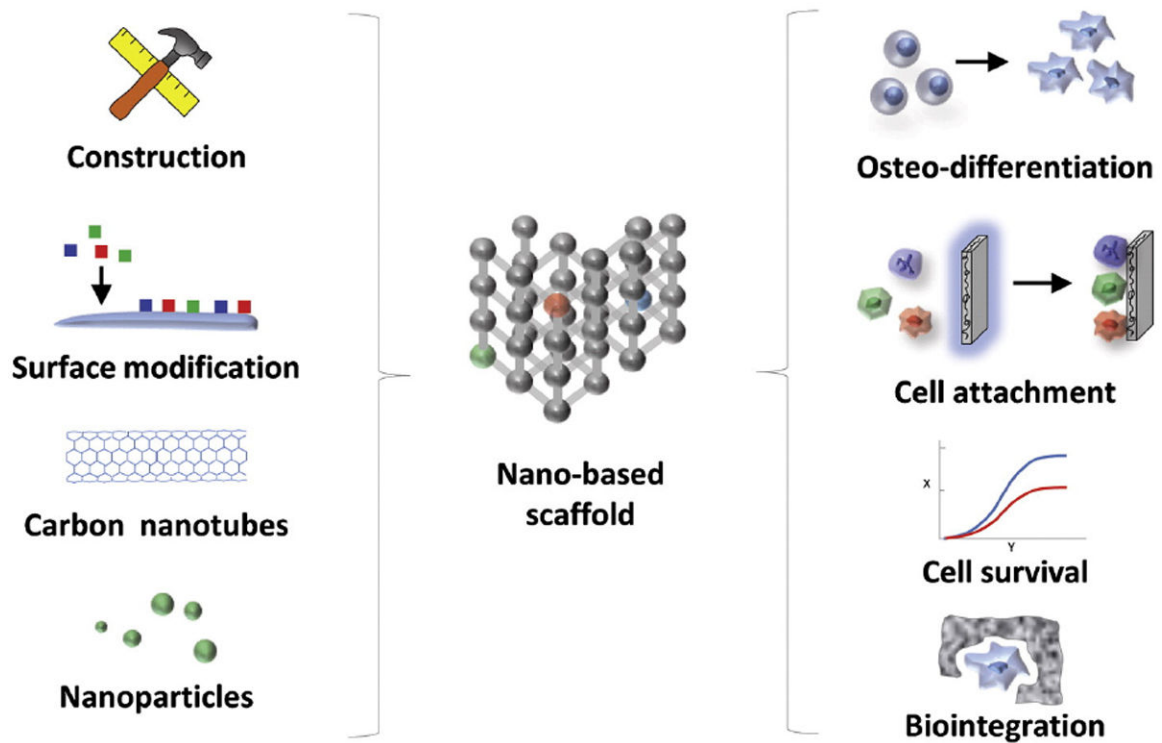 Construction
Surface modification
Carbon nanotubes
Nanoparticles
Nano-based
scaffold
Osteo-differentiation
Cell attachment
X
Y
Cell survival
Biointegration